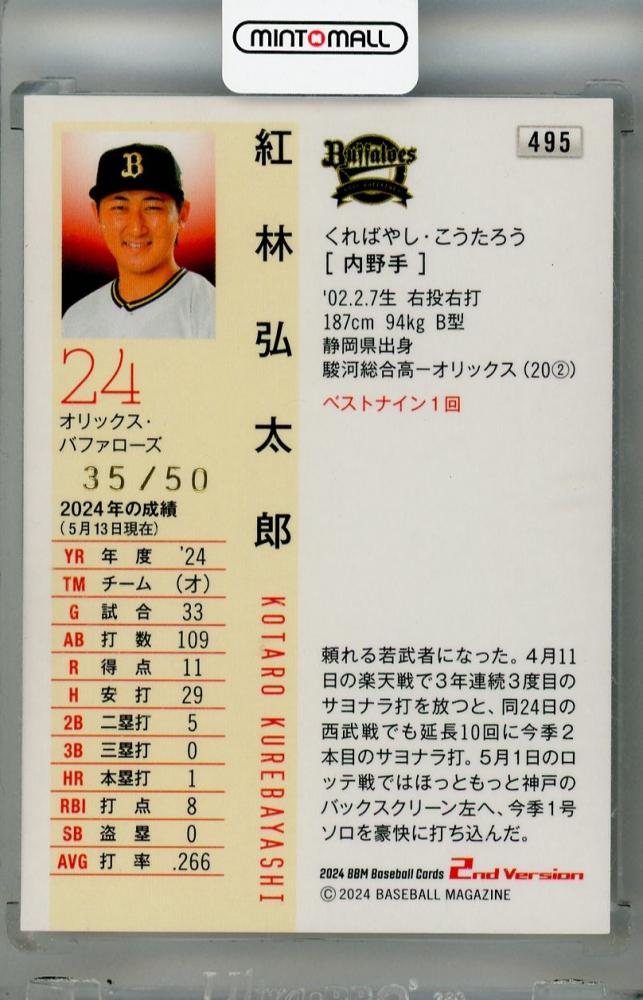 MINTMALL
495
Buffaloes
紅林弘太郎
KOTARO KUREBAYASHI
24
オリックス・
バファローズ
35/50
2024年の成績
（5月13日現在）
YR 年度 '24
TM チーム （オ）
G 試合 33
AB 打数 109
R 得点 11
H 安打 29
2B 二塁打 5
3B 三塁打 0
HR 本塁打 1
RBI 打点 8
SB 盗塁 0
AVG 打率 .266
くればやし・こうたろう
［内野手］
'02.2.7生 右投右打
187cm 94kg B型
静岡県出身
駿河総合高ーオリックス（20②）
ベストナイン1回
頼れる若武者になった。4月11
日の楽天戦で3年連続3度目の
サヨナラ打を放つと、同24日の
西武戦でも延長10回に今季2
本目のサヨナラ打。5月1日のロ
ッテ戦ではほっともっと神戸の
バックスクリーン左へ、今季1号
ソロを豪快に打ち込んだ。
2024 BBM Baseball Cards 2nd Version
Ⓒ2024 BASEBALL MAGAZINE